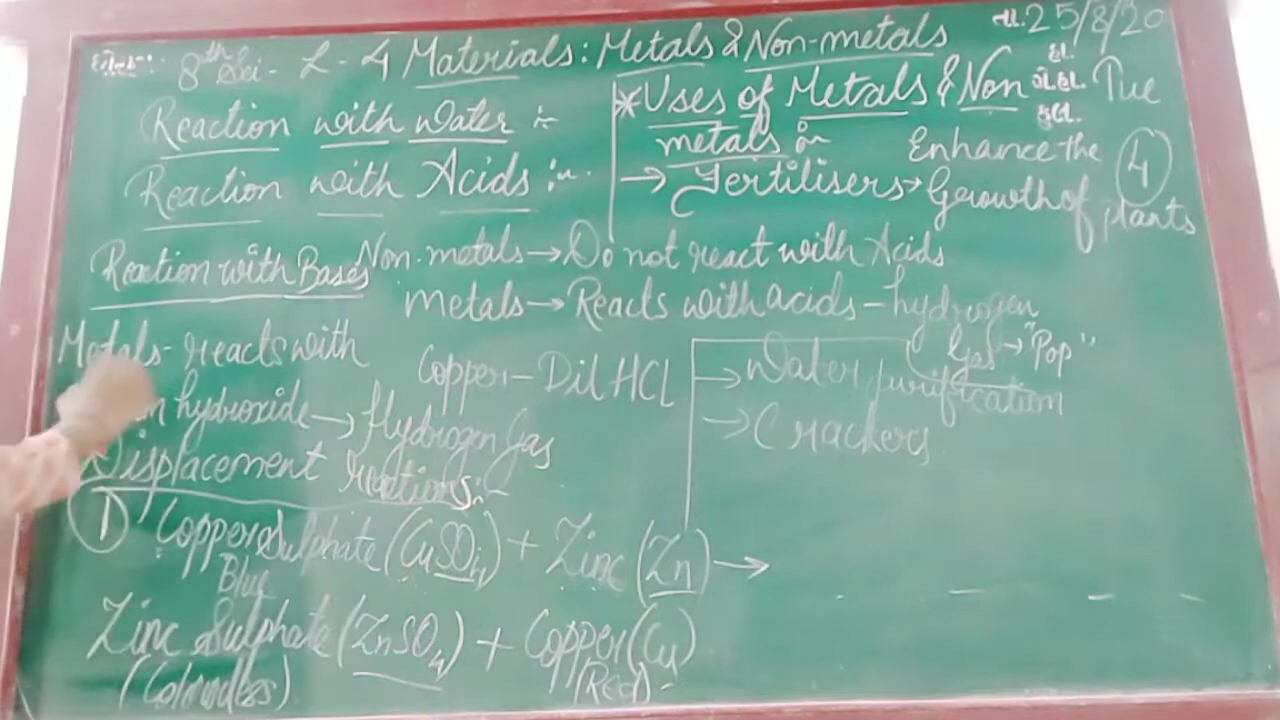 8th Sci - L - 4 Materials: Metals & Non-metals
તા. 25/8/20
Tue
4
Reaction with water :-
Reaction with Acids :-
Reaction with Bases
Non-metals → Do not react with Acids
Metals → Reacts with acids - hydrogen
gas → "Pop"
Metals - reacts with
hydroxide → Hydrogen Gas
Copper - Dil HCL
Displacement reactions :-
1 Copper Sulphate (CuSO4) + Zinc (Zn) →
Blue
Zinc Sulphate (ZnSO4) + Copper (Cu)
(Colourless) (Red) -
* Uses of Metals & Non
metals :-
→ Fertilisers → Enhance the
Growth of plants
→ Water purification
→ Crackers